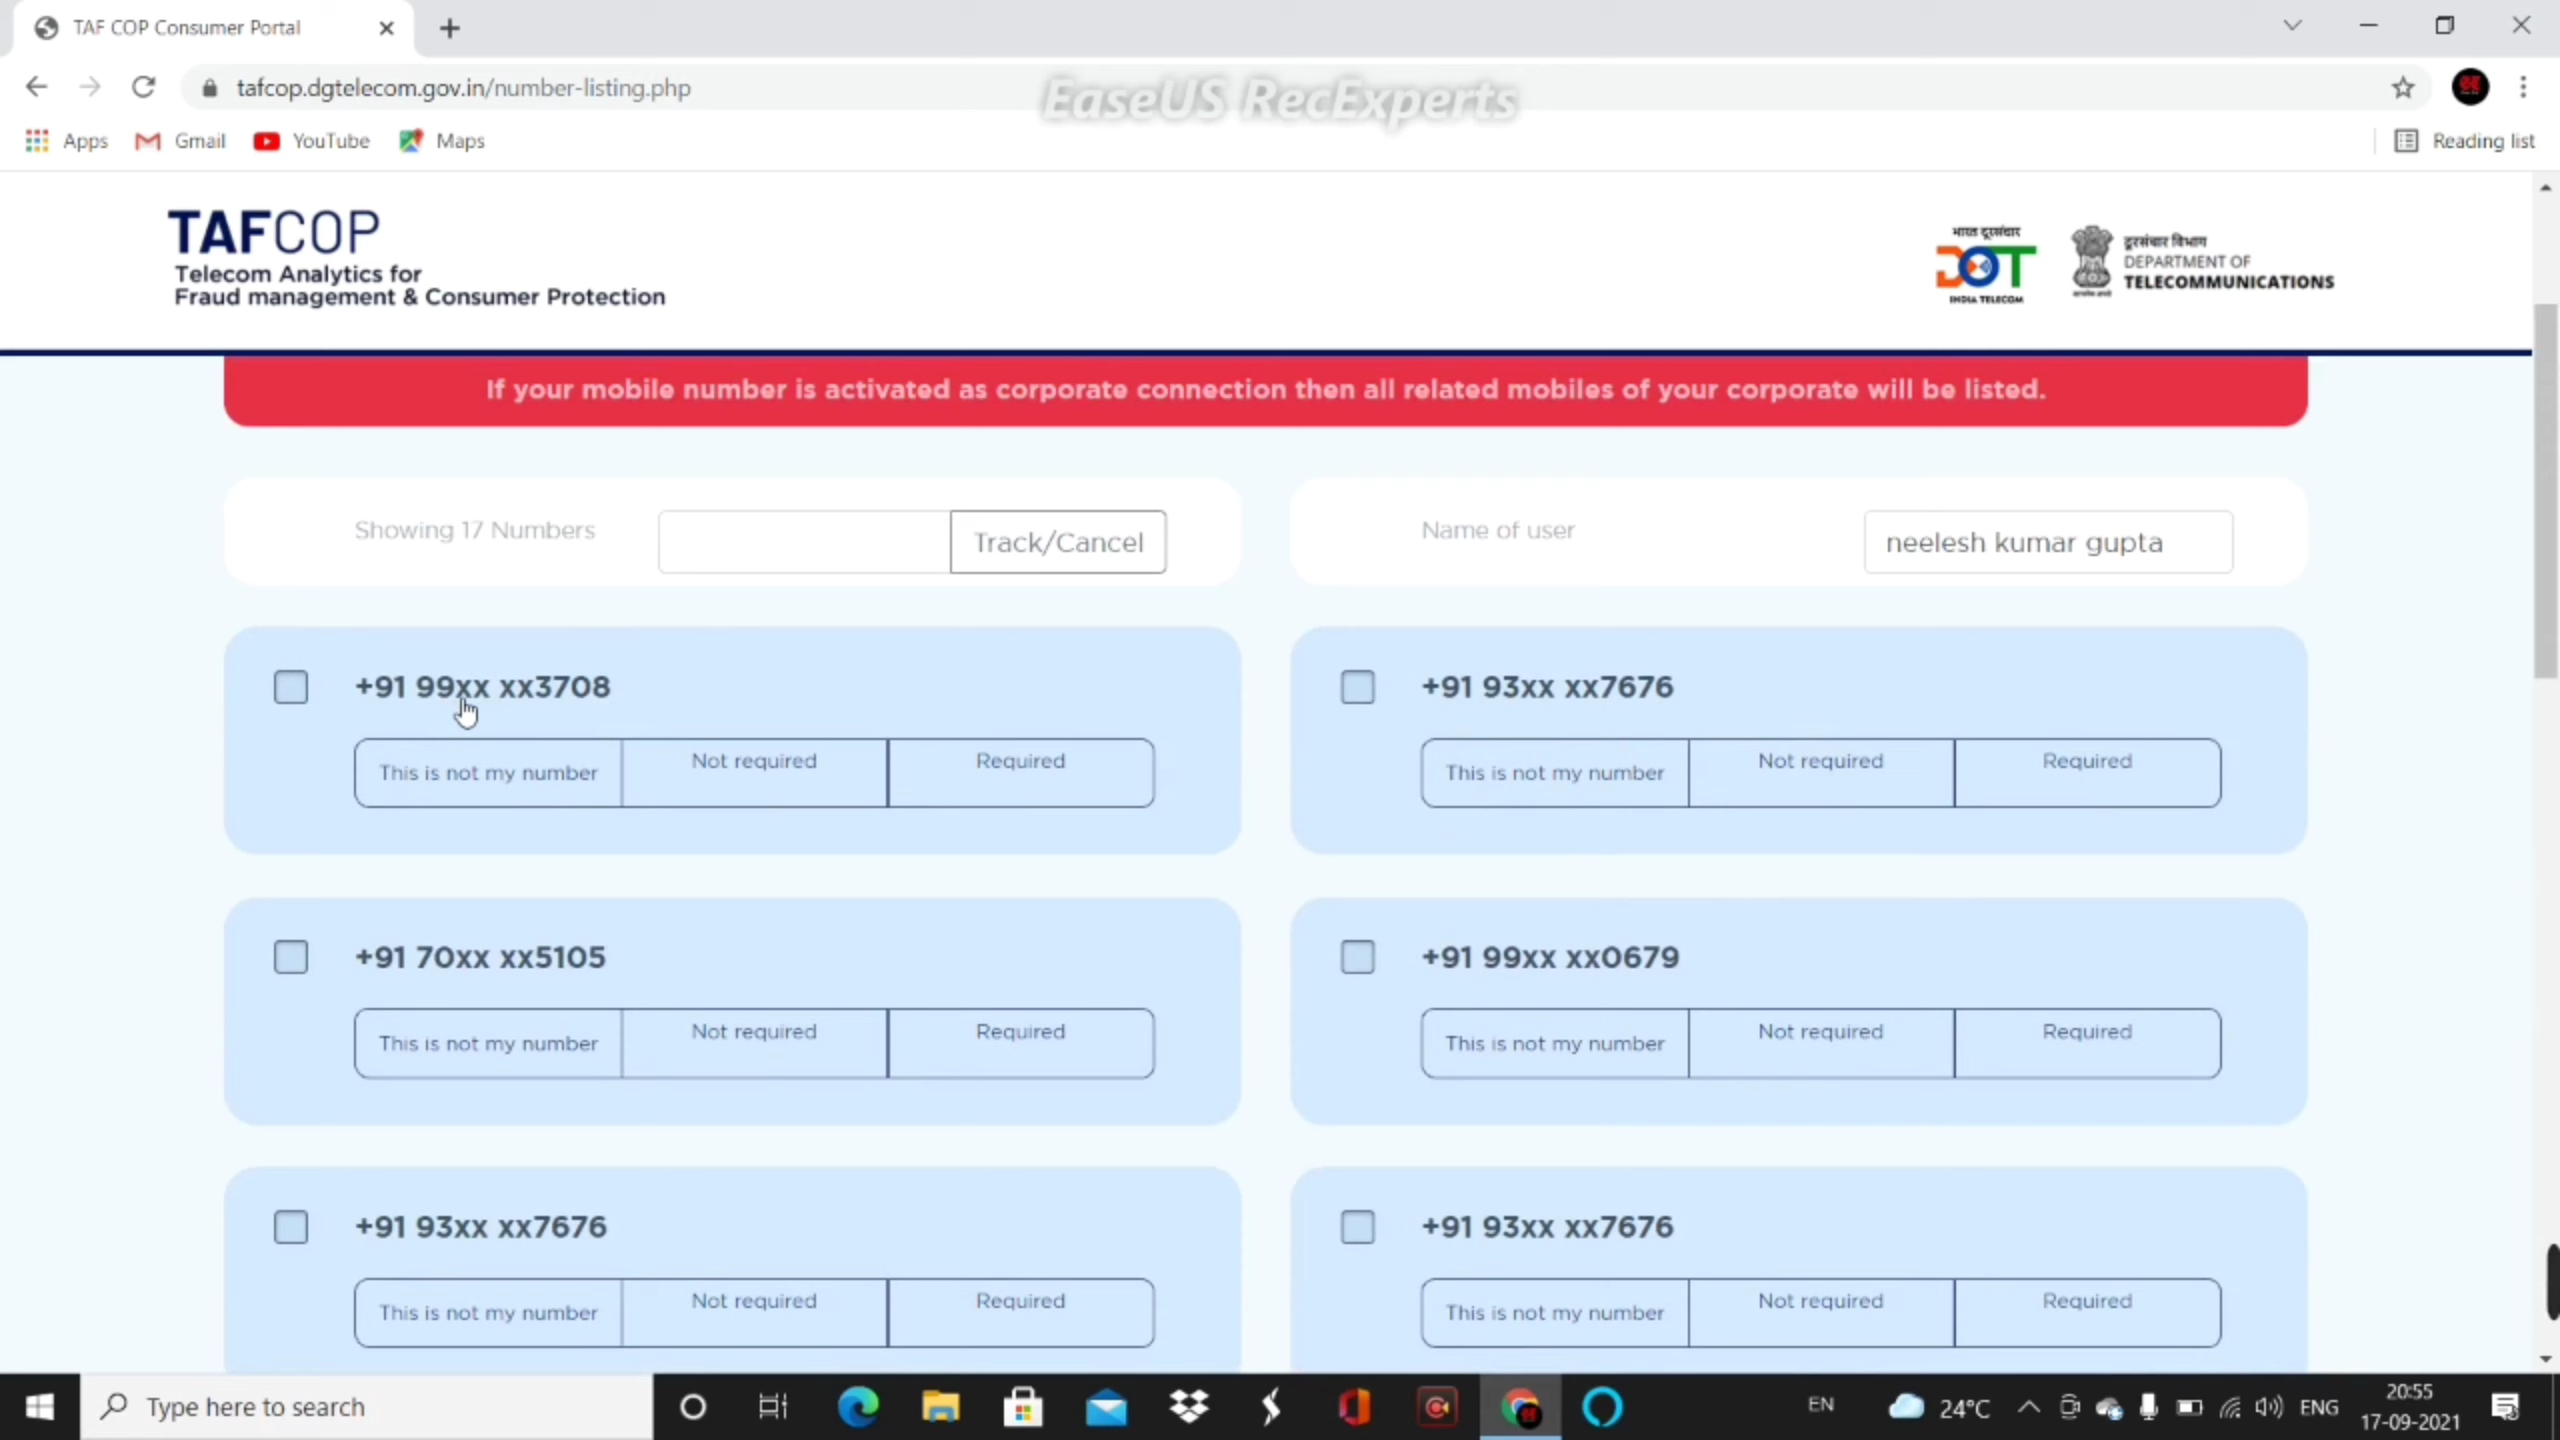 TAF COP Consumer Portal
tafcop.dgtelecom.gov.in/number-listing.php
EaseUS RecExperts
Apps Gmail YouTube Maps Reading list
TAFCOP
Telecom Analytics for
Fraud management & Consumer Protection
भारत दूरसंचार
DOT
INDIA TELECOM
दूरसंचार विभाग
DEPARTMENT OF
TELECOMMUNICATIONS
If your mobile number is activated as corporate connection then all related mobiles of your corporate will be listed.
Showing 17 Numbers Track/Cancel Name of user neelesh kumar gupta
+91 99xx xx3708 +91 93xx xx7676
This is not my number Not required Required This is not my number Not required Required
+91 70xx xx5105 +91 99xx xx0679
This is not my number Not required Required This is not my number Not required Required
+91 93xx xx7676 +91 93xx xx7676
This is not my number Not required Required This is not my number Not required Required
Type here to search EN 24°C ENG 20:55
17-09-2021